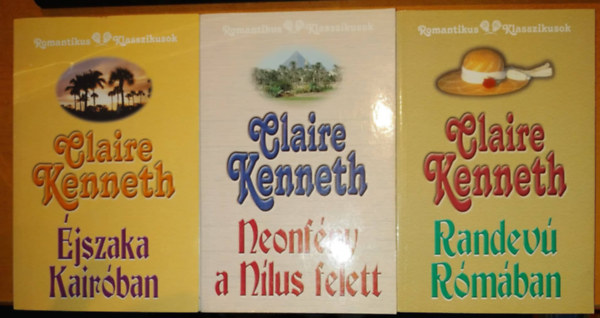 Romantikus Klasszikusok
Claire
Kenneth
Éjszaka
Kairóban
Romantikus Klasszikusok
Claire
Kenneth
Neonfény
a Nílus felett
Romantikus Klasszikusok
Claire
Kenneth
Randevú
Rómában